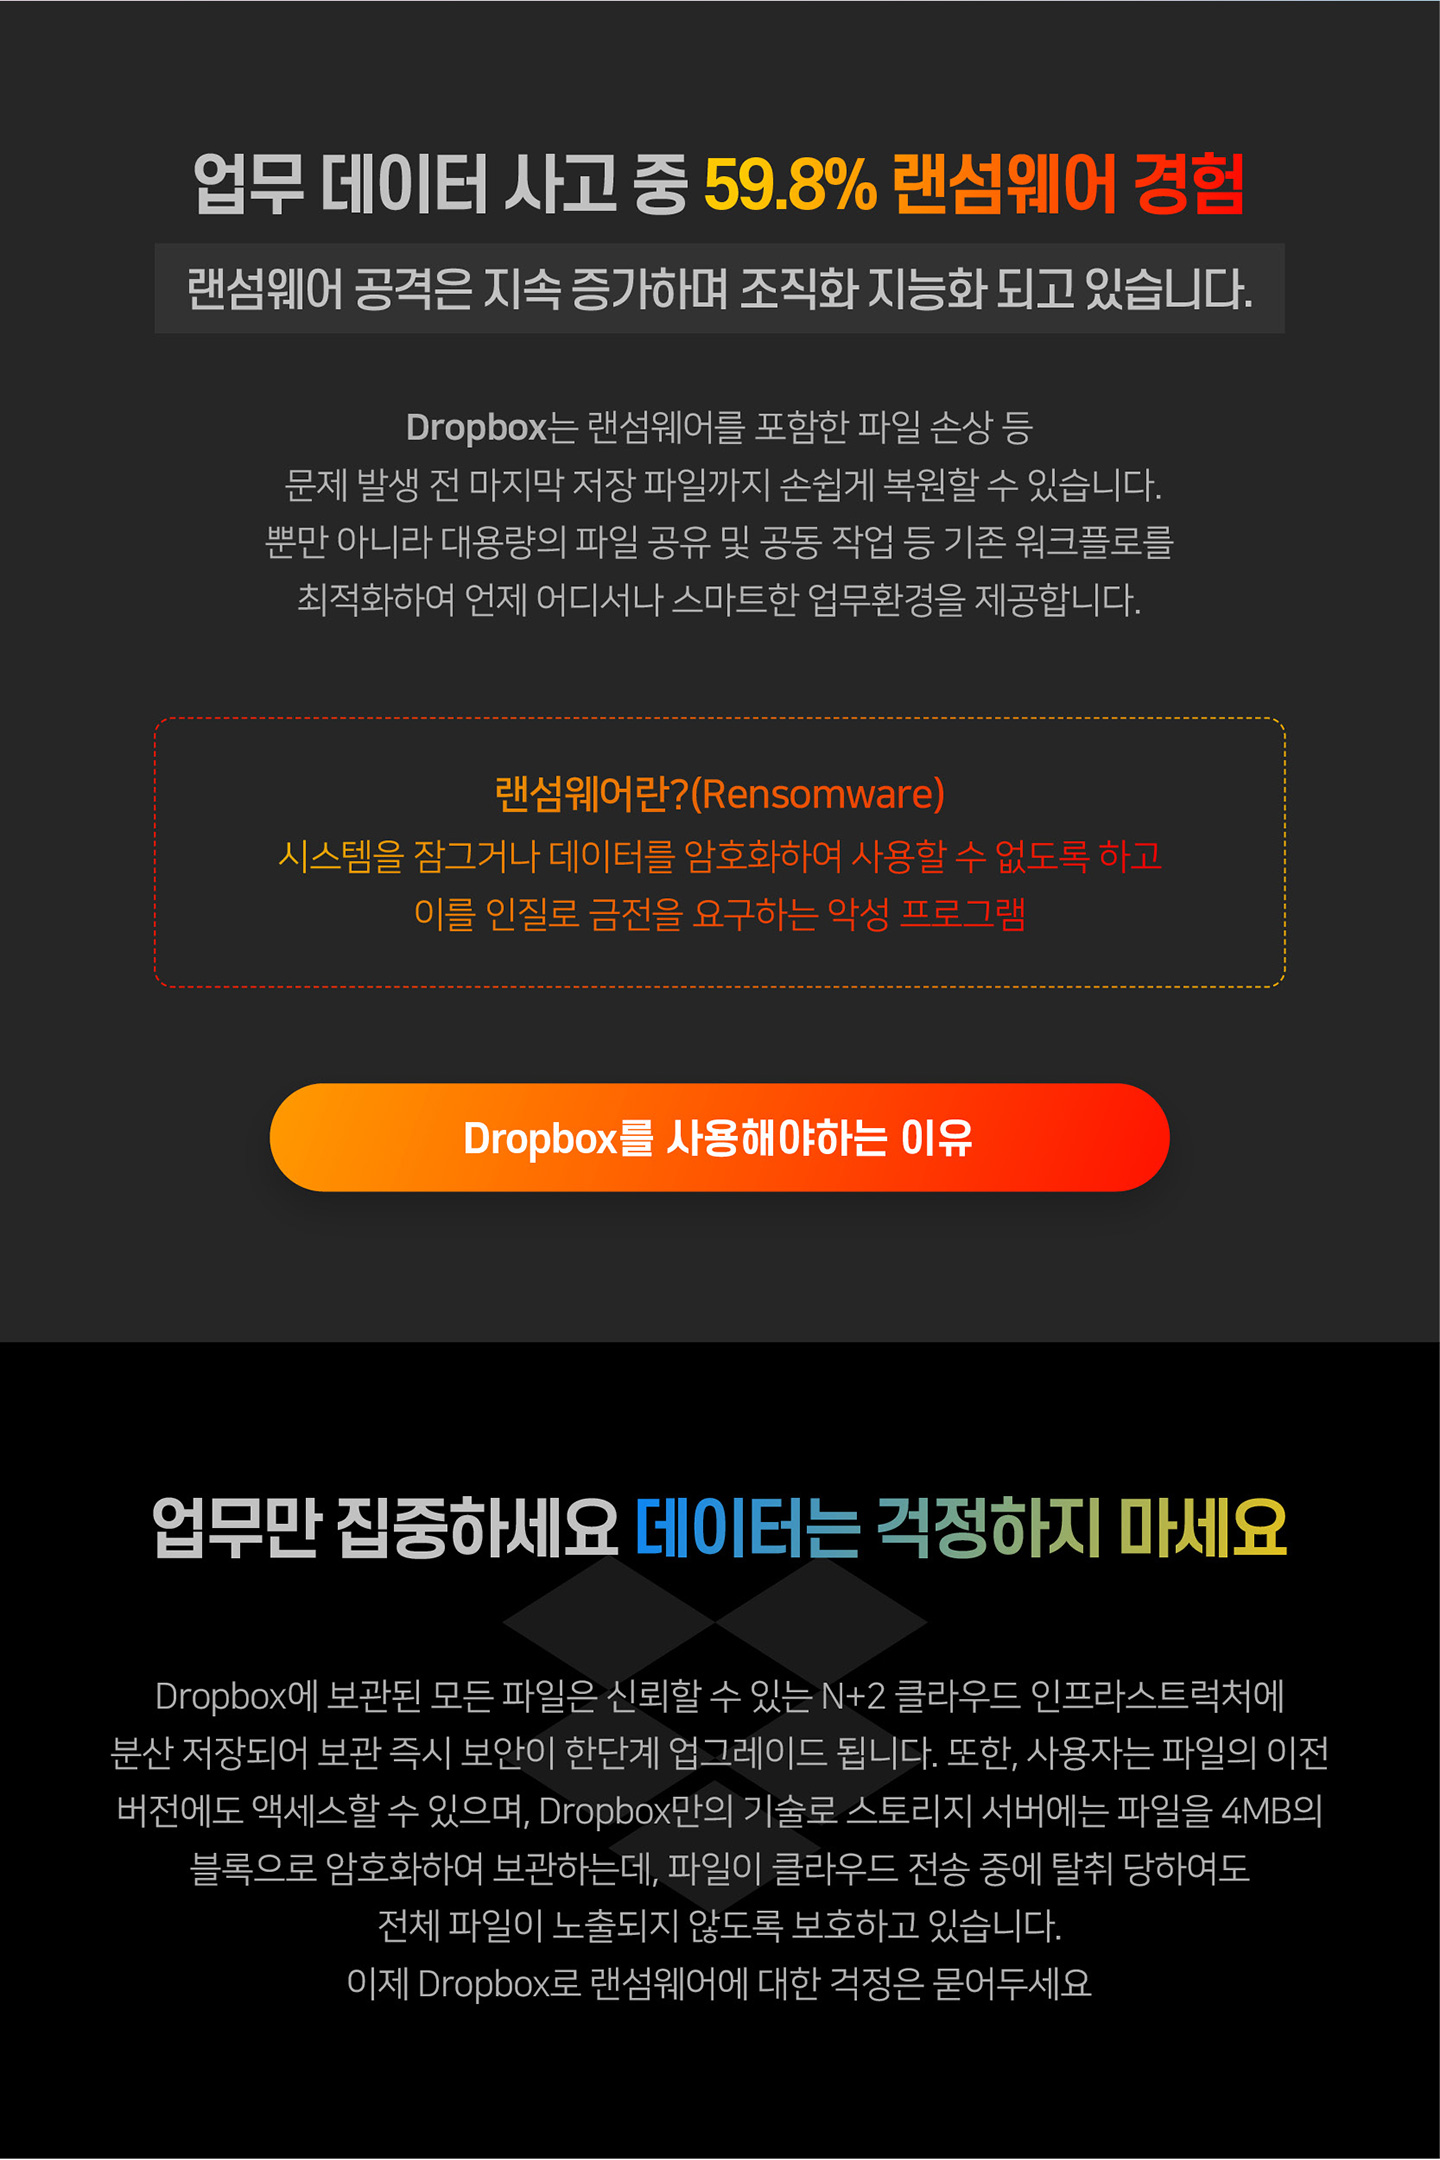 업무 데이터 사고 중 59.8% 랜섬웨어 경험
랜섬웨어 공격은 지속 증가하며 조직화 지능화 되고 있습니다.
Dropbox는 랜섬웨어를 포함한 파일 손상 등
문제 발생 전 마지막 저장 파일까지 손쉽게 복원할 수 있습니다.
뿐만 아니라 대용량의 파일 공유 및 공동 작업 등 기존 워크플로를
최적화하여 언제 어디서나 스마트한 업무환경을 제공합니다.
랜섬웨어란?(Rensomware)
시스템을 잠그거나 데이터를 암호화하여 사용할 수 없도록 하고
이를 인질로 금전을 요구하는 악성 프로그램
Dropbox를 사용해야하는 이유
업무만 집중하세요 데이터는 걱정하지 마세요
Dropbox에 보관된 모든 파일은 신뢰할 수 있는 N+2 클라우드 인프라스트럭처에
분산 저장되어 보관 즉시 보안이 한단계 업그레이드 됩니다. 또한, 사용자는 파일의 이전
버전에도 액세스할 수 있으며, Dropbox만의 기술로 스토리지 서버에는 파일을 4MB의
블록으로 암호화하여 보관하는데, 파일이 클라우드 전송 중에 탈취 당하여도
전체 파일이 노출되지 않도록 보호하고 있습니다.
이제 Dropbox로 랜섬웨어에 대한 걱정은 묻어두세요